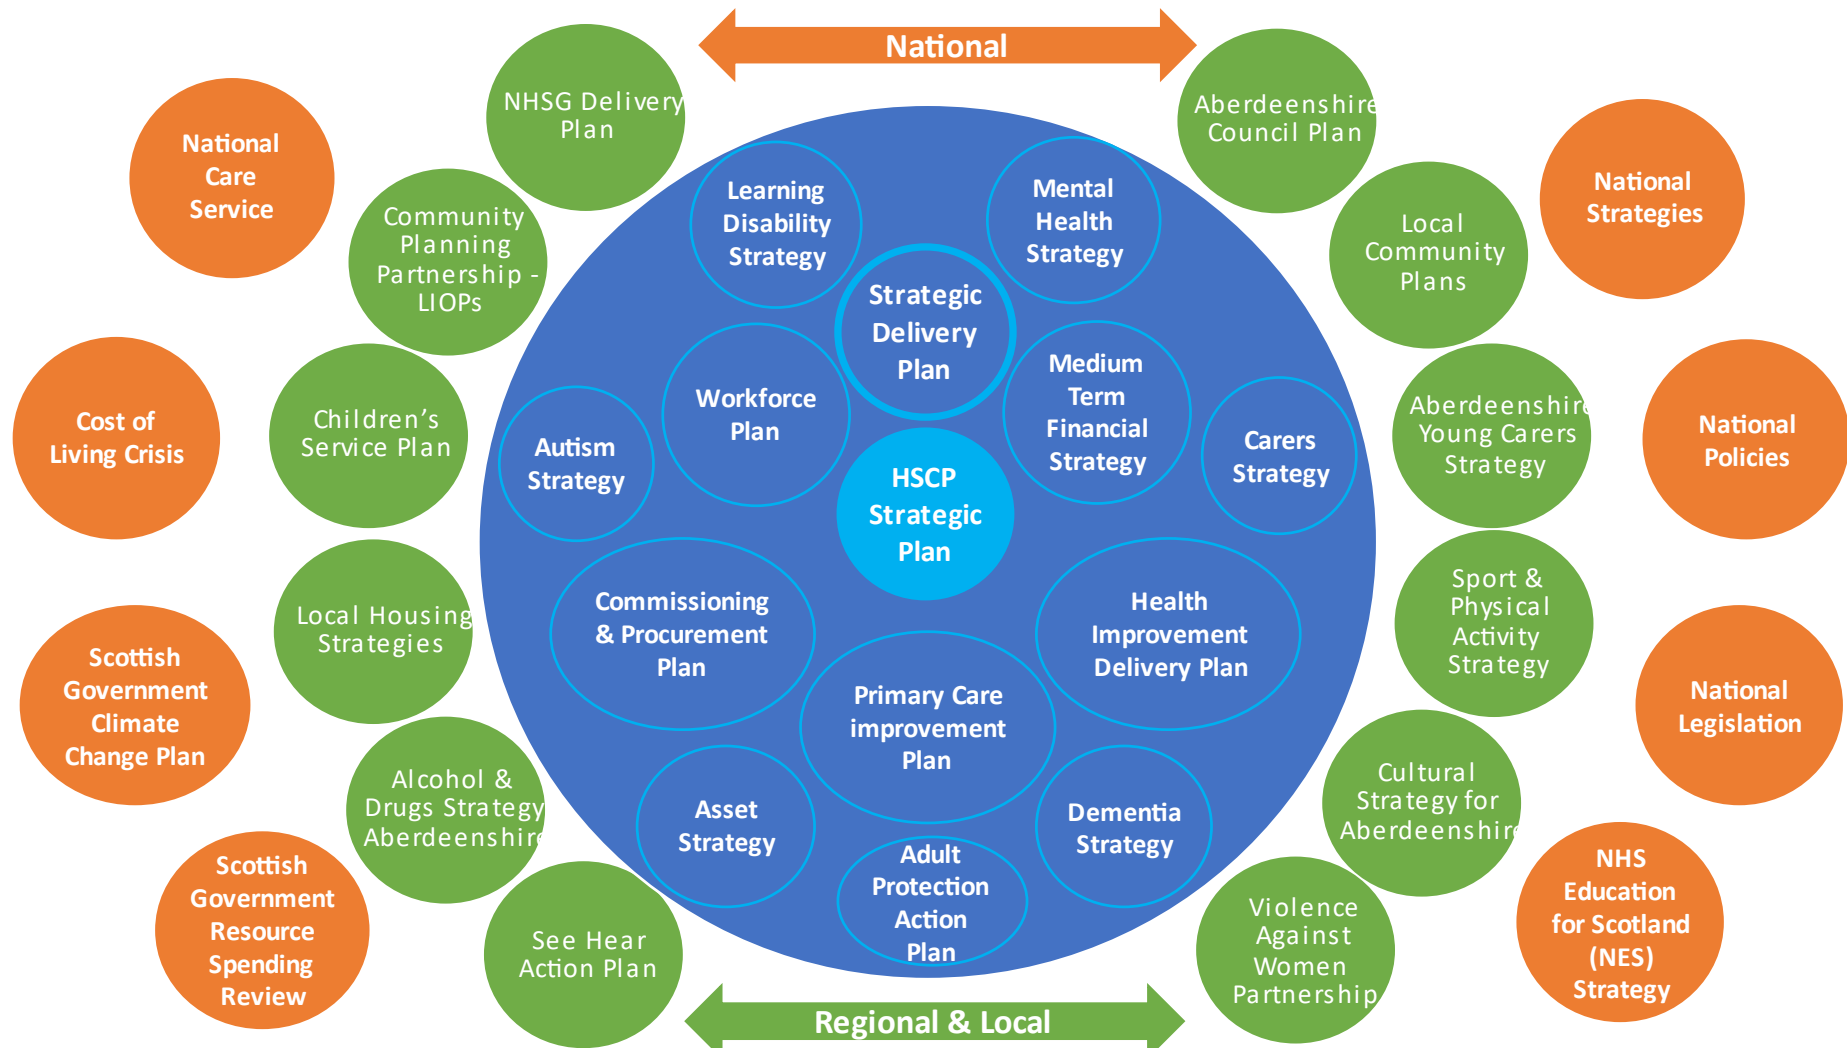 National
NHSG Delivery
Plan
Aberdeenshire
Council Plan
National
Care
Service
Community
Planning
Partnership -
LIOPs
Learning
Disability
Strategy
Mental
Health
Strategy
Local
Community
Plans
National
Strategies
Strategic
Delivery
Plan
Cost of
Living Crisis
Children’s
Service Plan
Autism
Strategy
Workforce
Plan
Medium
Term
Financial
Strategy
Carers
Strategy
Aberdeenshire
Young Carers
Strategy
National
Policies
HSCP
Strategic
Plan
Scottish
Government
Climate
Change Plan
Local Housing
Strategies
Commissioning
& Procurement
Plan
Health
Improvement
Delivery Plan
Sport &
Physical
Activity
Strategy
National
Legislation
Primary Care
improvement
Plan
Alcohol &
Drugs Strategy
Aberdeenshire
Asset
Strategy
Dementia
Strategy
Cultural
Strategy for
Aberdeenshire
Scottish
Government
Resource
Spending
Review
See Hear
Action Plan
Adult
Protection
Action
Plan
Violence
Against
Women
Partnership
NHS
Education
for Scotland
(NES)
Strategy
Regional & Local